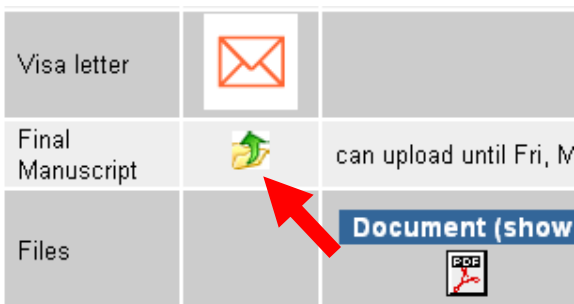 Visa letter
Final
Manuscript
can upload until Fri, M
Files
Document (show
PDF